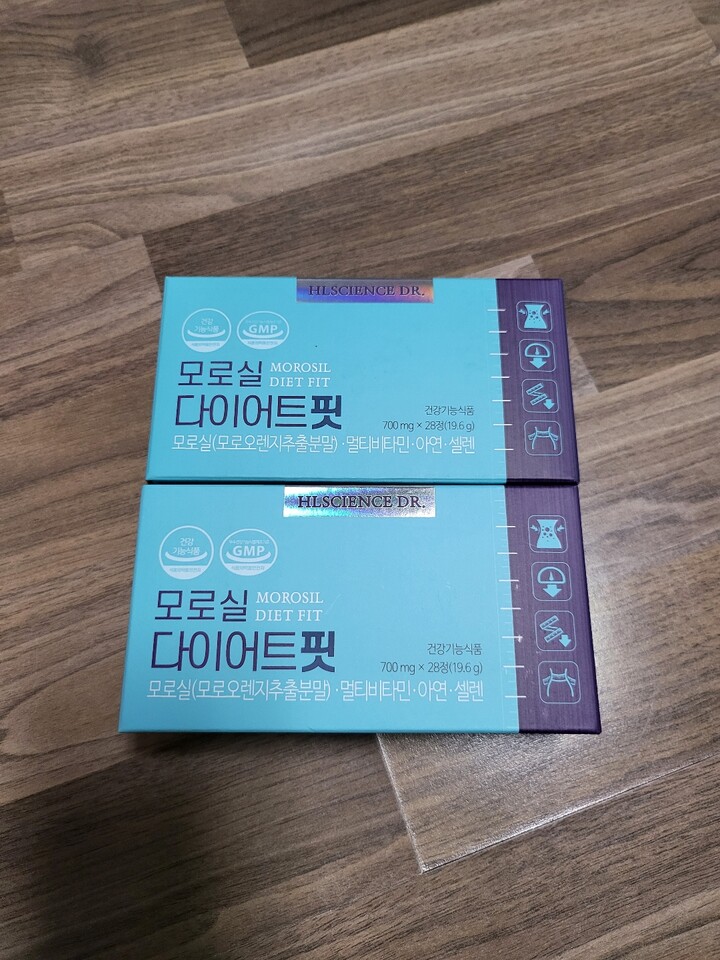 HLSCIENCE DR.
건강
기능식품
GMP
모로실 MOROSIL
DIET FIT
다이어트핏
건강기능식품
700 mg × 28정(19.6 g)
모로실(모로오렌지추출분말)·멀티비타민·아연·셀렌
HLSCIENCE DR.
건강
기능식품
GMP
모로실 MOROSIL
DIET FIT
다이어트핏
건강기능식품
700 mg × 28정(19.6 g)
모로실(모로오렌지추출분말)·멀티비타민·아연·셀렌